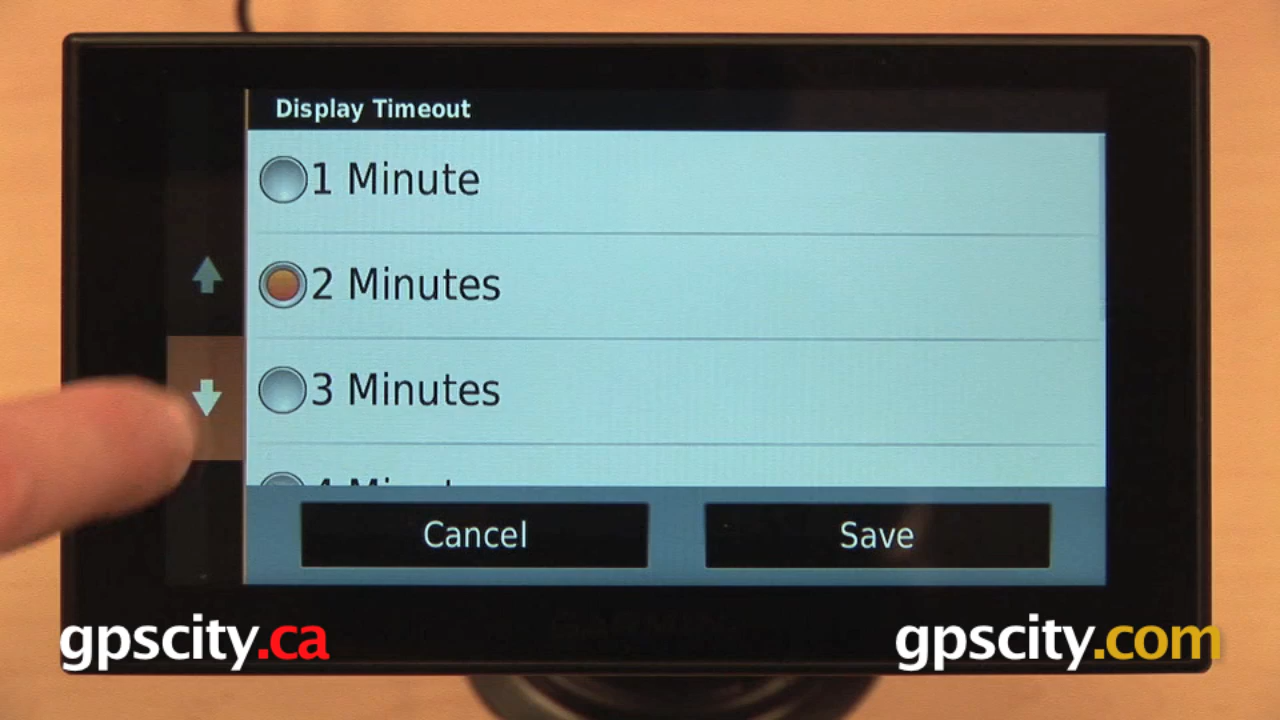 Display Timeout
1 Minute
2 Minutes
3 Minutes
Cancel
Save
gpscity.ca
gpscity.com